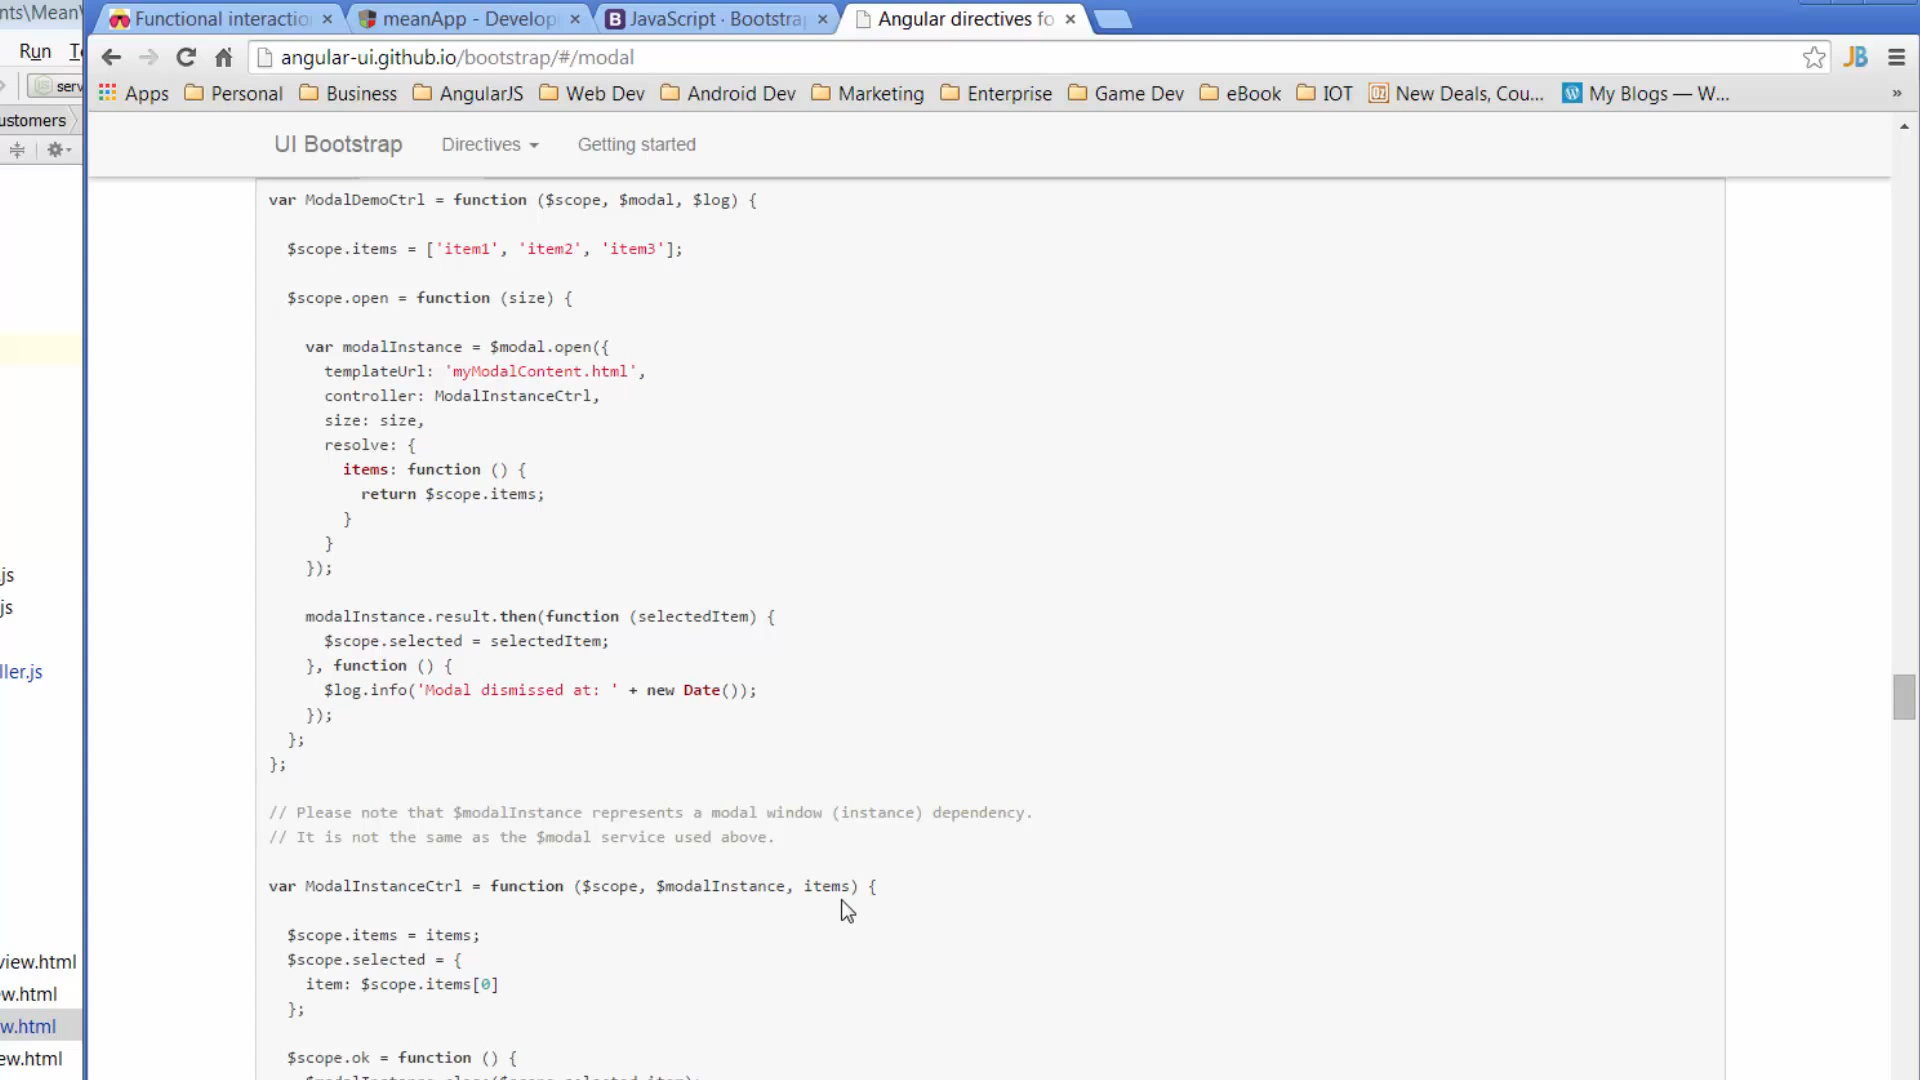 nts\MeanV
Run
serv
ustomers
js
js
ller.js
view.html
w.html
w.html
ew.html
Functional interactio
meanApp - Develop
JavaScript · Bootstra
Angular directives fo
angular-ui.github.io/bootstrap/#/modal
Apps Personal Business AngularJS Web Dev Android Dev Marketing Enterprise Game Dev eBook IOT New Deals, Cou... My Blogs — W... »
UI Bootstrap Directives Getting started
var ModalDemoCtrl = function ($scope, $modal, $log) {
$scope.items = ['item1', 'item2', 'item3'];
$scope.open = function (size) {
var modalInstance = $modal.open({
templateUrl: 'myModalContent.html',
controller: ModalInstanceCtrl,
size: size,
resolve: {
items: function () {
return $scope.items;
}
}
});
modalInstance.result.then(function (selectedItem) {
$scope.selected = selectedItem;
}, function () {
$log.info('Modal dismissed at: ' + new Date());
});
};
};
// Please note that $modalInstance represents a modal window (instance) dependency.
// It is not the same as the $modal service used above.
var ModalInstanceCtrl = function ($scope, $modalInstance, items) {
$scope.items = items;
$scope.selected = {
item: $scope.items[0]
};
$scope.ok = function () {